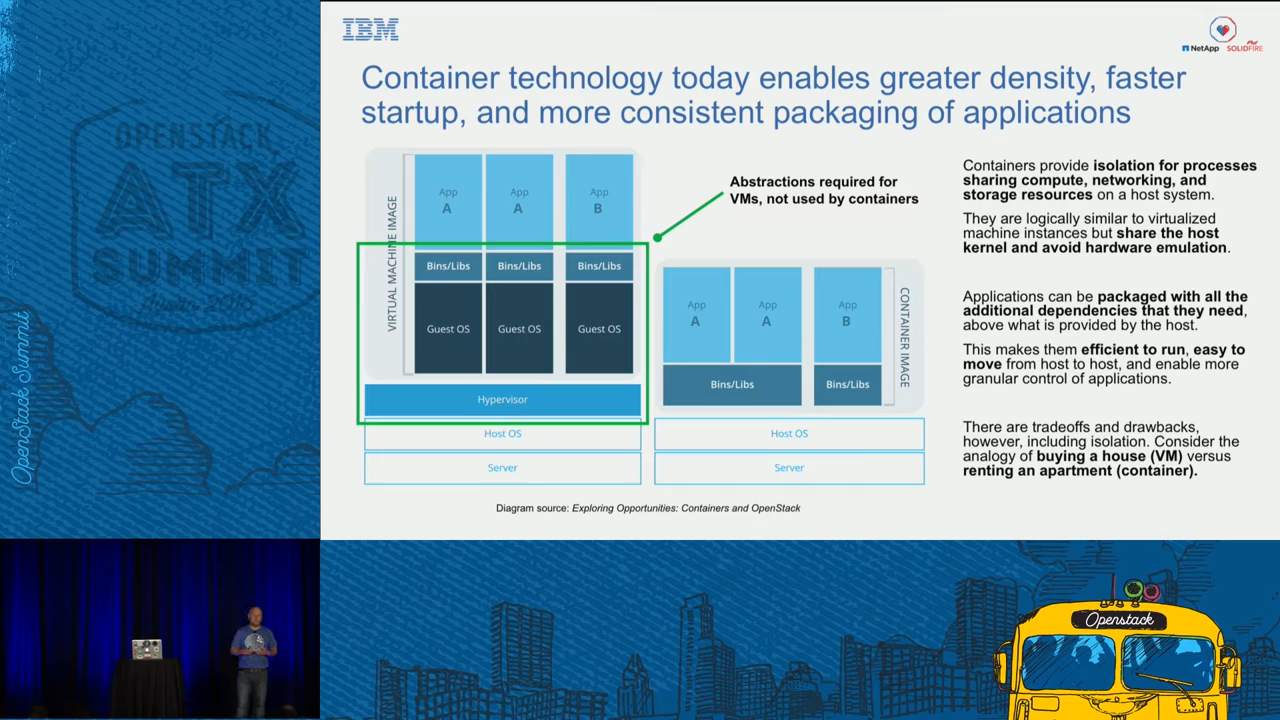 IBM
NetApp SOLIDFIRE
Container technology today enables greater density, faster
startup, and more consistent packaging of applications
OPENSTACK
ATX
SUMMIT
OpenStack Summit
VIRTUAL MACHINE IMAGE
App
A
App
A
App
B
Bins/Libs
Bins/Libs
Bins/Libs
Guest OS
Guest OS
Guest OS
Hypervisor
Host OS
Server
Abstractions required for
VMs, not used by containers
App
A
App
A
App
B
CONTAINER IMAGE
Bins/Libs
Bins/Libs
Host OS
Server
Diagram source: Exploring Opportunities: Containers and OpenStack
Containers provide isolation for processes
sharing compute, networking, and
storage resources on a host system.
They are logically similar to virtualized
machine instances but share the host
kernel and avoid hardware emulation.
Applications can be packaged with all the
additional dependencies that they need,
above what is provided by the host.
This makes them efficient to run, easy to
move from host to host, and enable more
granular control of applications.
There are tradeoffs and drawbacks,
however, including isolation. Consider the
analogy of buying a house (VM) versus
renting an apartment (container).
Openstack